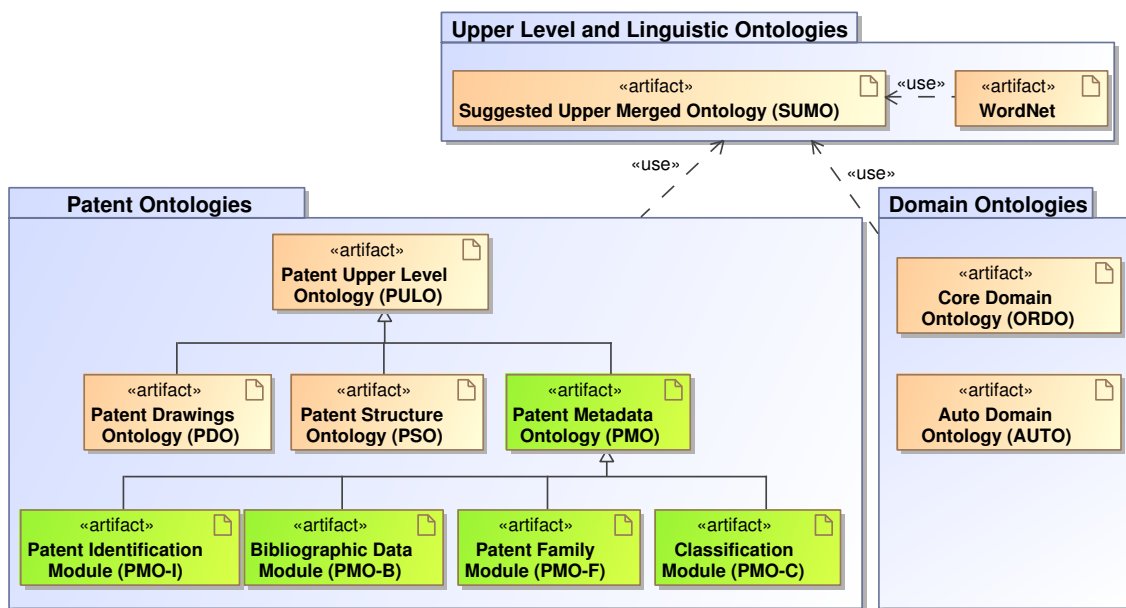 Upper Level and Linguistic Ontologies
«artifact»
Suggested Upper Merged Ontology (SUMO)
«use»
«artifact»
WordNet
«use»
«use»
Patent Ontologies
«artifact»
Patent Upper Level
Ontology (PULO)
«artifact»
Patent Drawings
Ontology (PDO)
«artifact»
Patent Structure
Ontology (PSO)
«artifact»
Patent Metadata
Ontology (PMO)
«artifact»
Patent Identification
Module (PMO-I)
«artifact»
Bibliographic Data
Module (PMO-B)
«artifact»
Patent Family
Module (PMO-F)
«artifact»
Classification
Module (PMO-C)
Domain Ontologies
«artifact»
Core Domain
Ontology (ORDO)
«artifact»
Auto Domain
Ontology (AUTO)